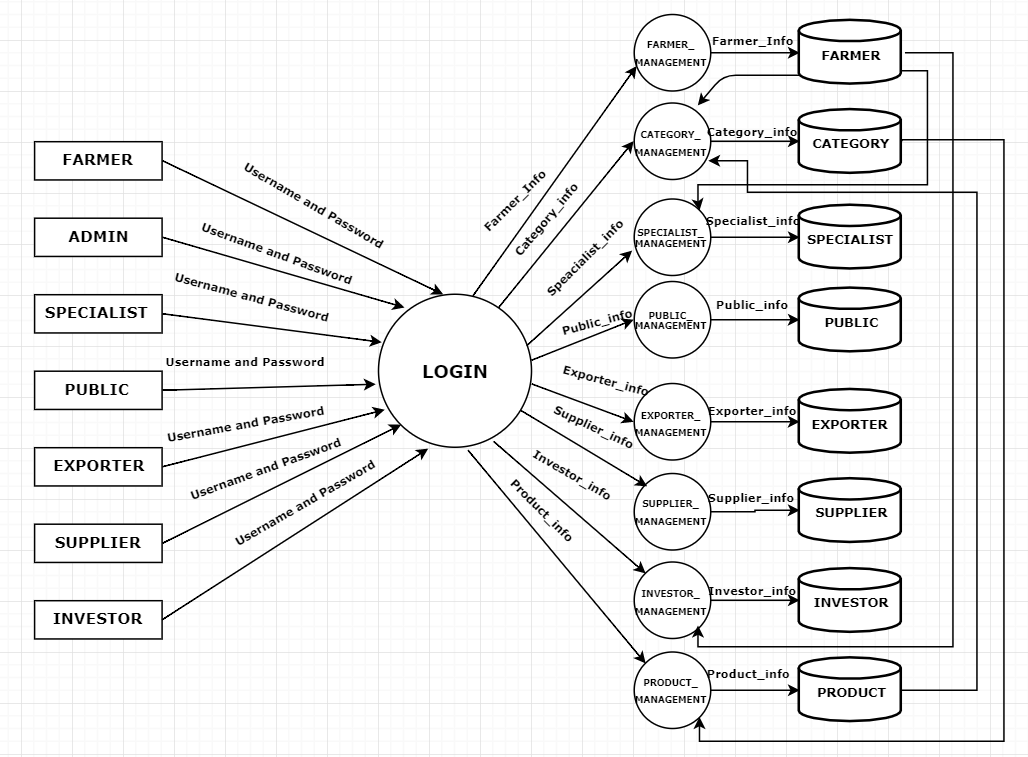 FARMER
ADMIN
SPECIALIST
PUBLIC
EXPORTER
SUPPLIER
INVESTOR
Username and Password
Username and Password
Username and Password
Username and Password
Username and Password
Username and Password
Username and Password
LOGIN
Farmer_Info
Category_info
Speacialist_info
Public_info
Exporter_info
Supplier_info
Investor_info
Product_info
FARMER_
MANAGEMENT
Farmer_Info
FARMER
CATEGORY_
MANAGEMENT
Category_info
CATEGORY
SPECIALIST_
MANAGEMENT
Specialist_info
SPECIALIST
PUBLIC_
MANAGEMENT
Public_info
PUBLIC
EXPORTER_
MANAGEMENT
Exporter_info
EXPORTER
SUPPLIER_
MANAGEMENT
Supplier_info
SUPPLIER
INVESTOR_
MANAGEMENT
Investor_info
INVESTOR
PRODUCT_
MANAGEMENT
Product_info
PRODUCT